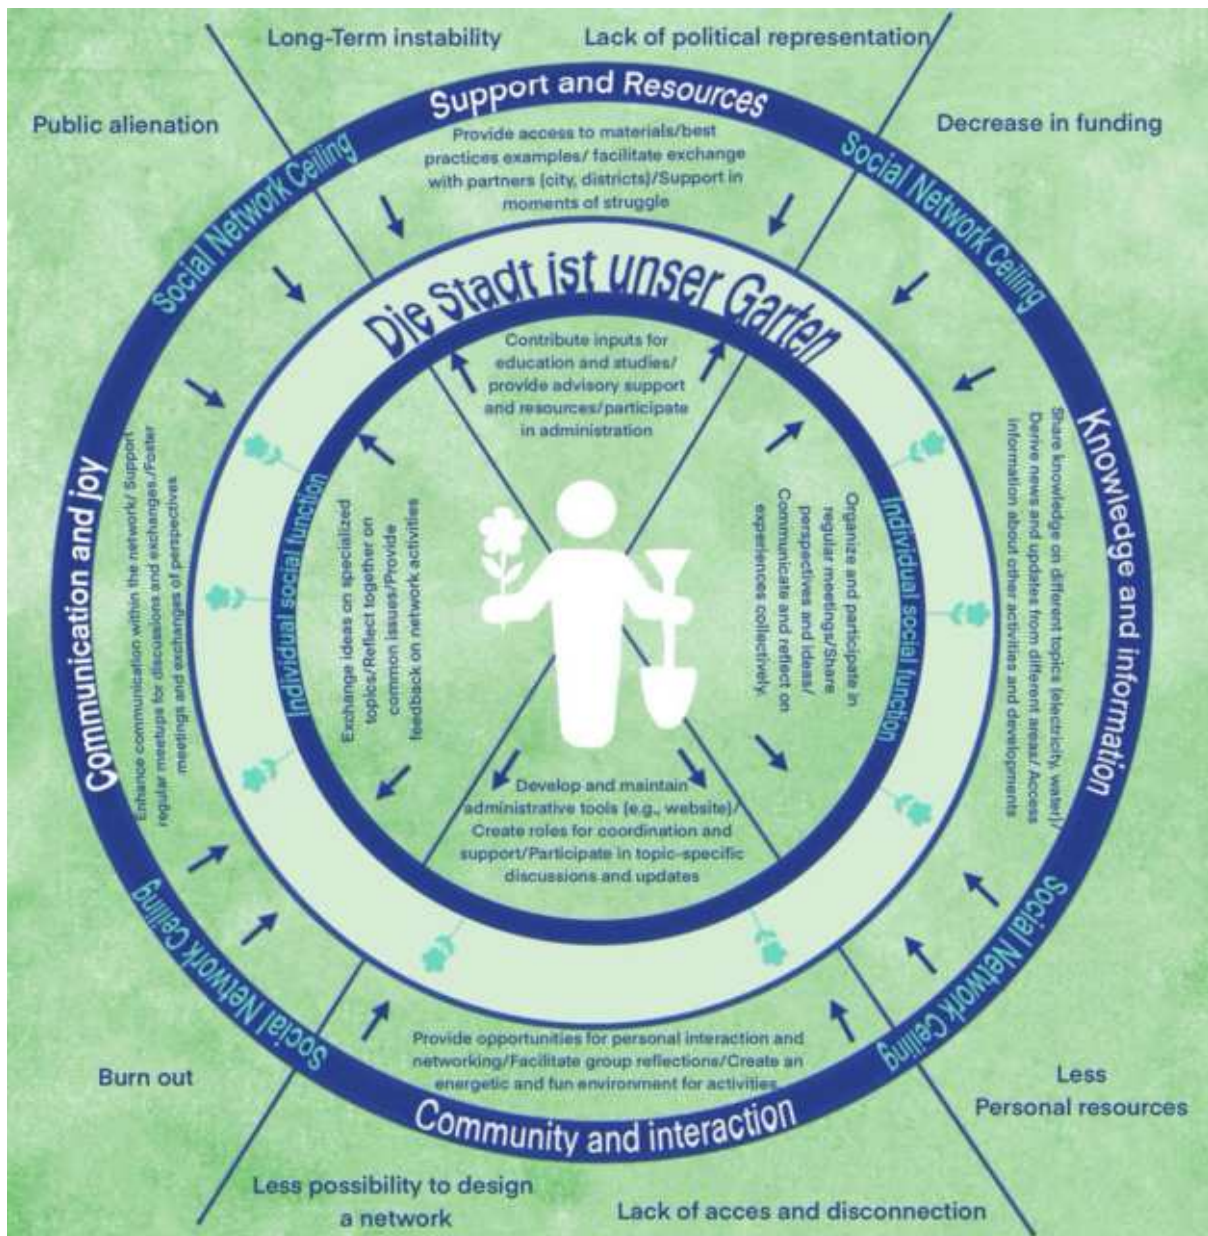 Long-Term instability
Lack of political representation
Public alienation
Decrease in funding
Support and Resources
Provide access to materials/best
practices examples/ facilitate exchange
with partners (city, districts)/Support in
moments of struggle
Social Network Ceiling
Social Network Ceiling
Die Stadt ist unser Garten
Contribute inputs for
education and studies/
provide advisory support
and resources/participate
in administration
Communication and joy
Enhance communication within the network/ Support
regular meetups for discussions and exchanges /Foster
meetings and exchanges of perspectives
Individual social function
Exchange ideas on specialized
topics/Reflect together on
common issues/Provide
feedback on network activities
Organize and participate in
regular meetings/Share
perspectives and ideas/
Communicate and reflect on
experiences collectively.
Individual social function
Share knowledge on different topics (electricity, water)/
Derive news and updates from different areas/ Access
information about other activities and developments
Knowledge and information
Develop and maintain
administrative tools (e.g., website)/
Create roles for coordination and
support/Participate in topic-specific
discussions and updates
Social Network Ceiling
Social Network Ceiling
Provide opportunities for personal interaction and
networking/Facilitate group reflections/Create an
energetic and fun environment for activities
Community and interaction
Burn out
Less
Personal resources
Less possibility to design
a network
Lack of acces and disconnection